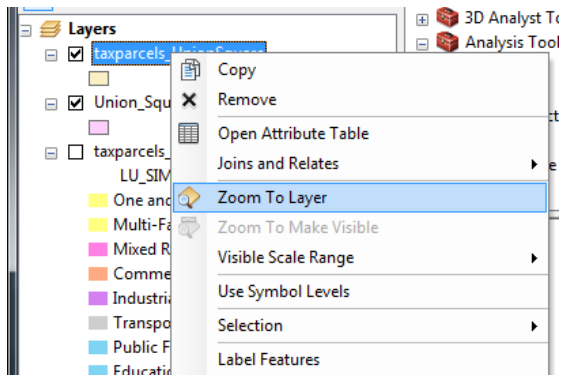 Layers
3D Analyst To
Analysis Tool
taxparcels_UnionSquare
Copy
Union_Squ
Remove
Open Attribute Table
taxparcels_
Joins and Relates
LU_SIM
One and
Zoom To Layer
Multi-Fa
Zoom To Make Visible
Mixed R
Visible Scale Range
Comme
Industria
Use Symbol Levels
Transpo
Selection
Public F
Label Features
Educatio